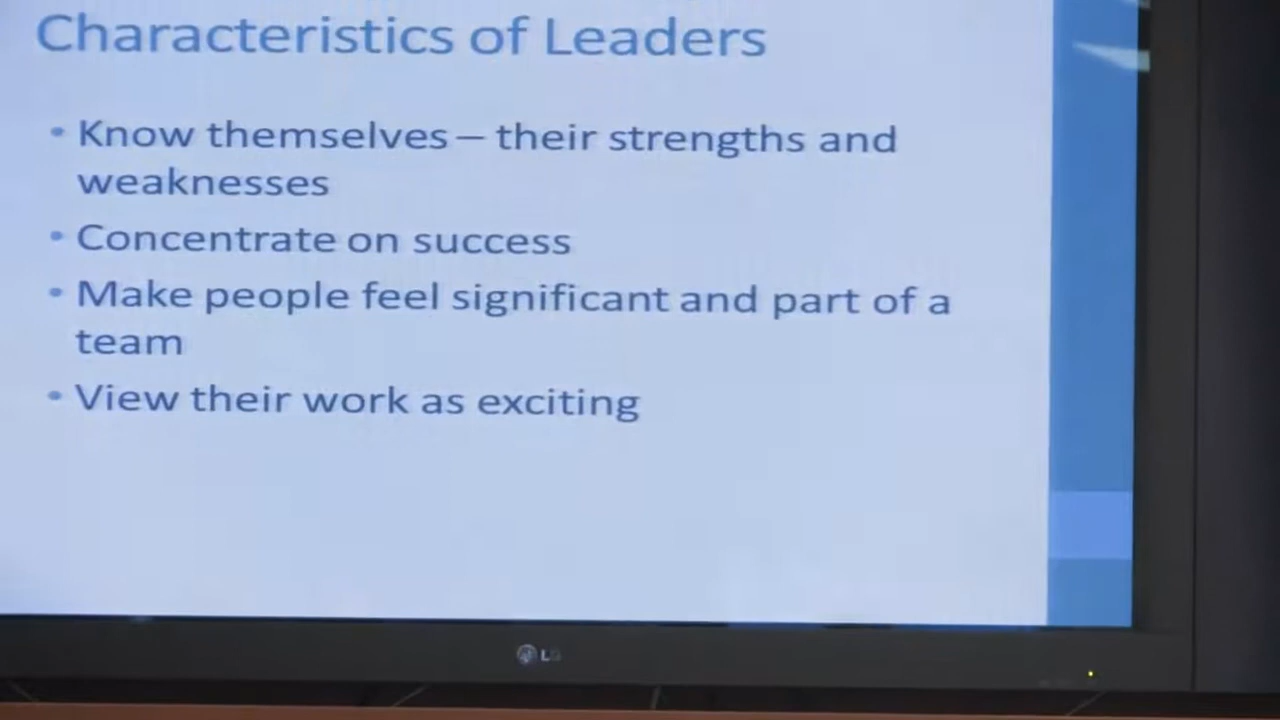 Characteristics of Leaders
• Know themselves – their strengths and
weaknesses
• Concentrate on success
• Make people feel significant and part of a
team
• View their work as exciting
LG